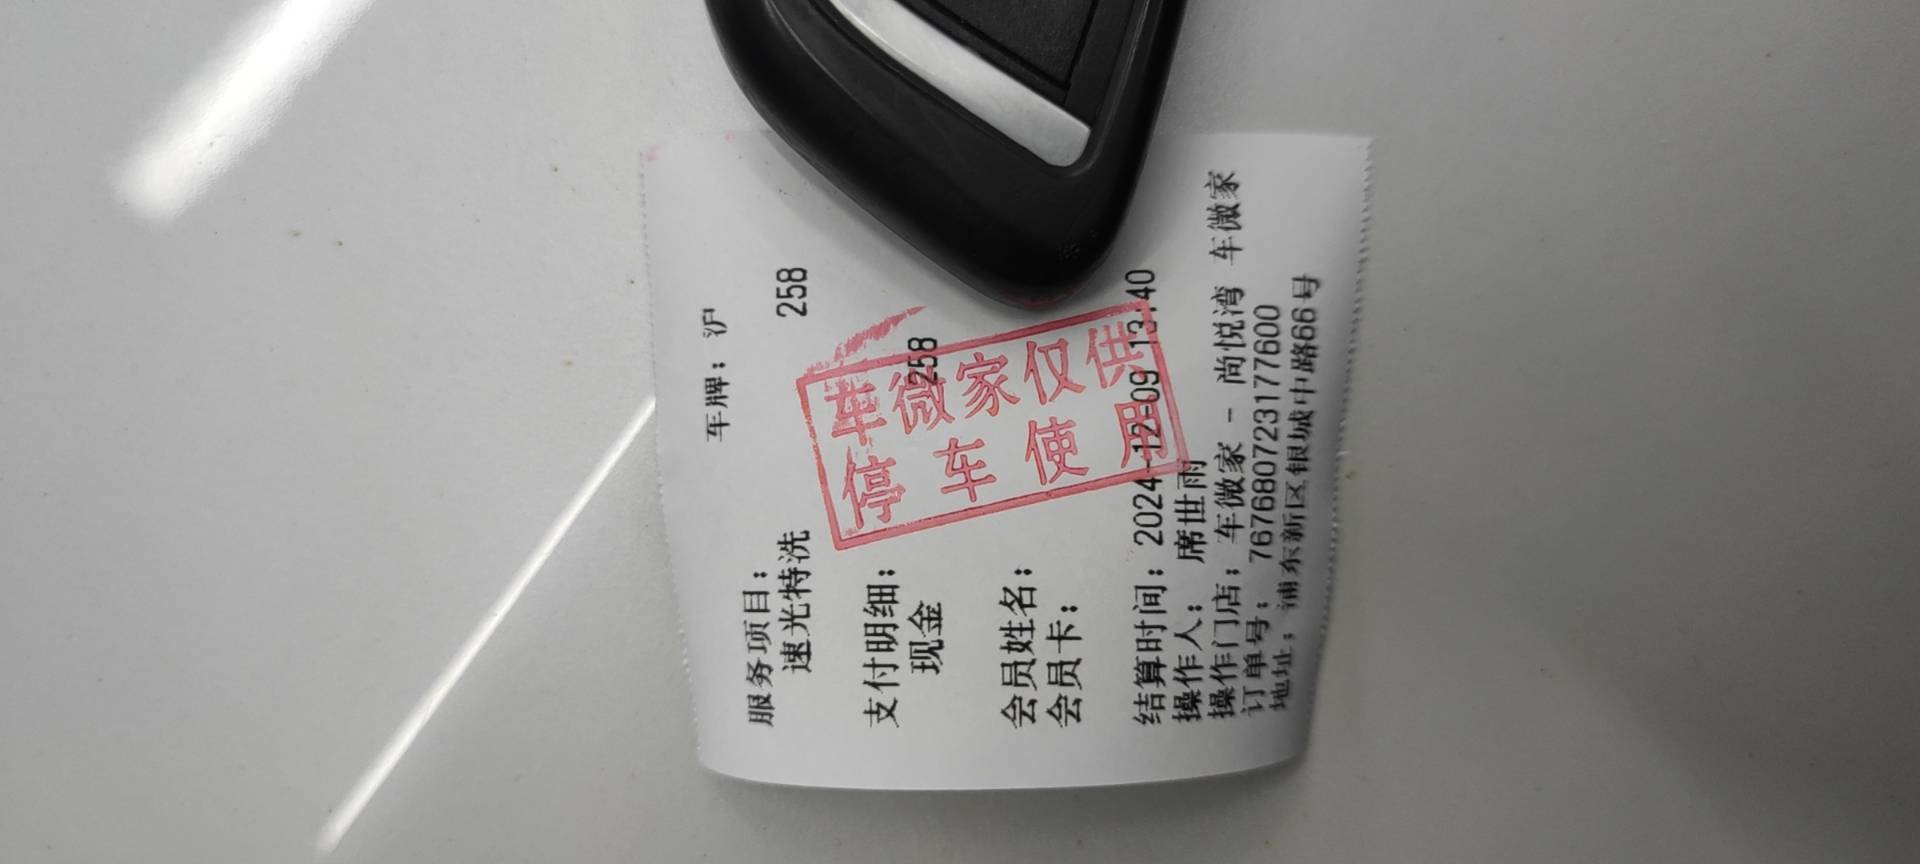 车牌：沪
服务项目：
速光特洗 258
支付明细：
现金 258
会员姓名：
会员卡：
结算时间：2024-12-09 13:40
操作人：席世雨
操作门店：车微家 - 尚悦湾 车微家
订单号：7676807231777600
地址：浦东新区银城中路66号
车微家仅供
停车使用